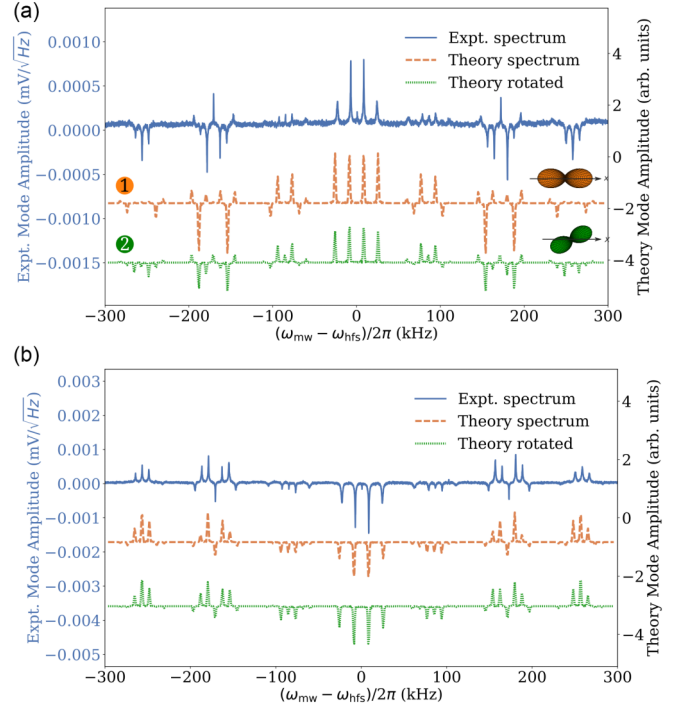 (a)
Expt. Mode Amplitude (mV/√Hz)
0.0010
0.0005
0.0000
−0.0005
−0.0010
−0.0015
Expt. spectrum
Theory spectrum
Theory rotated
1
2
x
x
4
2
0
−2
−4
Theory Mode Amplitude (arb. units)
−300 −200 −100 0 100 200 300
(ωmw − ωhfs)/2π (kHz)
(b)
Expt. Mode Amplitude (mV/√Hz)
0.003
0.002
0.001
0.000
−0.001
−0.002
−0.003
−0.004
−0.005
Expt. spectrum
Theory spectrum
Theory rotated
4
2
0
−2
−4
Theory Mode Amplitude (arb. units)
−300 −200 −100 0 100 200 300
(ωmw − ωhfs)/2π (kHz)